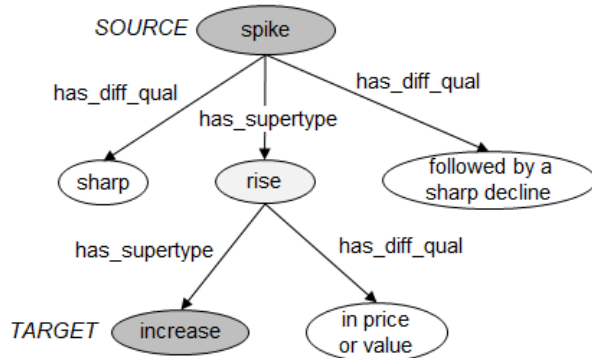 SOURCE spike
has_diff_qual has_diff_qual
has_supertype
sharp rise followed by a
sharp decline
has_supertype has_diff_qual
TARGET increase in price
or value